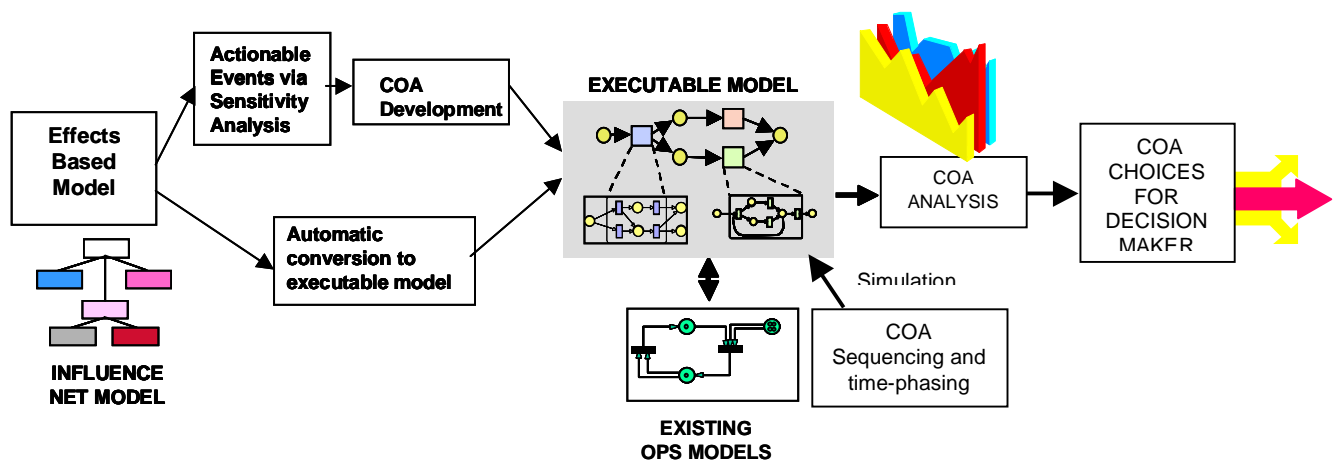 Actionable
Events via
Sensitivity
Analysis
COA
Development
Effects
Based
Model
Automatic
conversion to
executable model
INFLUENCE
NET MODEL
EXECUTABLE MODEL
COA
ANALYSIS
COA
CHOICES
FOR
DECISION
MAKER
Simulation
COA
Sequencing and
time-phasing
EXISTING
OPS MODELS